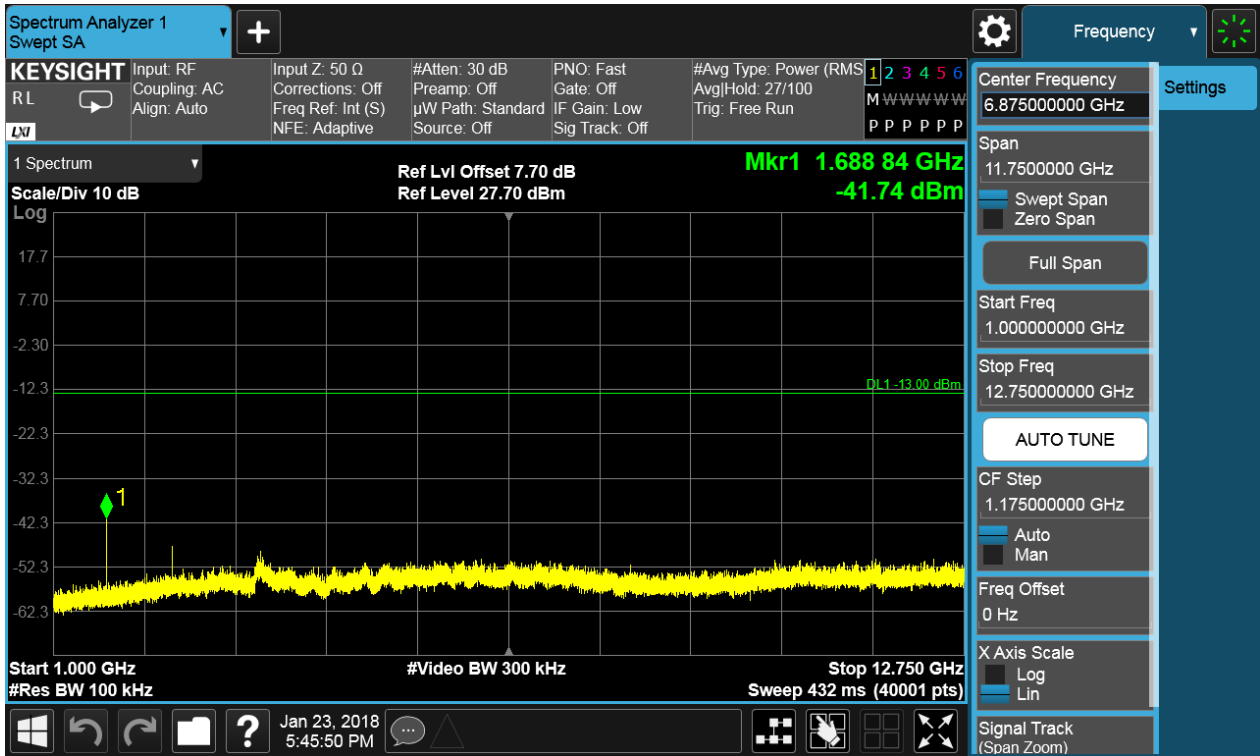 Spectrum Analyzer 1
Swept SA
+
Frequency
KEYSIGHT
RL
LXI
Input: RF
Coupling: AC
Align: Auto
Input Z: 50 Ω
Corrections: Off
Freq Ref: Int (S)
NFE: Adaptive
#Atten: 30 dB
Preamp: Off
µW Path: Standard
Source: Off
PNO: Fast
Gate: Off
IF Gain: Low
Sig Track: Off
#Avg Type: Power (RMS
Avg|Hold: 27/100
Trig: Free Run
1 2 3 4 5 6
M W W W W W
P P P P P P
1 Spectrum
Scale/Div 10 dB
Log
Ref Lvl Offset 7.70 dB
Ref Level 27.70 dBm
Mkr1 1.688 84 GHz
-41.74 dBm
17.7
7.70
-2.30
-12.3
-22.3
-32.3
-42.3
-52.3
-62.3
DL1 -13.00 dBm
1
Start 1.000 GHz
#Res BW 100 kHz
#Video BW 300 kHz
Stop 12.750 GHz
Sweep 432 ms (40001 pts)
Center Frequency
6.875000000 GHz
Span
11.7500000 GHz
Swept Span
Zero Span
Full Span
Start Freq
1.000000000 GHz
Stop Freq
12.750000000 GHz
AUTO TUNE
CF Step
1.175000000 GHz
Auto
Man
Freq Offset
0 Hz
X Axis Scale
Log
Lin
Signal Track
(Span Zoom)
Settings
?
Jan 23, 2018
5:45:50 PM